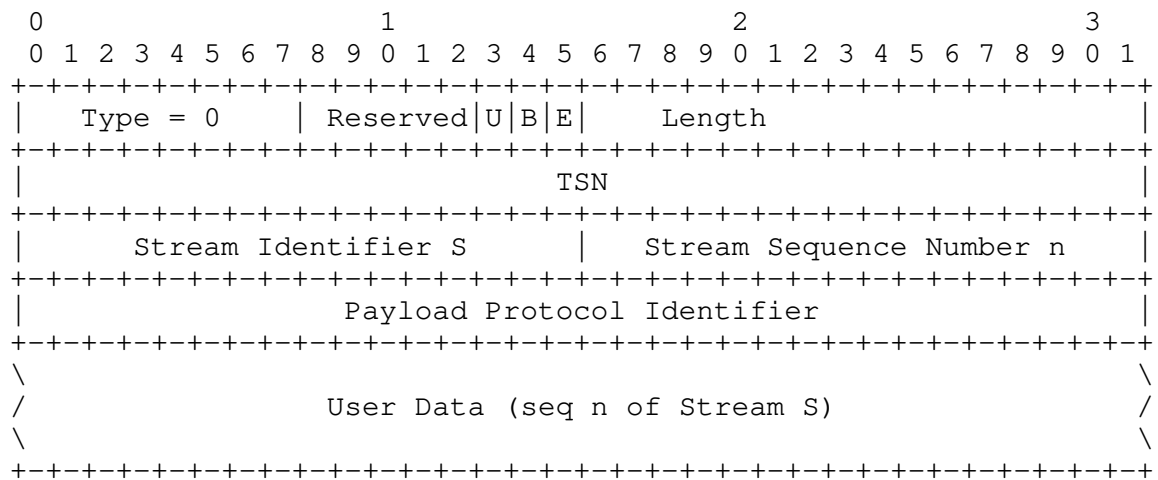 0                   1                   2                   3
 0 1 2 3 4 5 6 7 8 9 0 1 2 3 4 5 6 7 8 9 0 1 2 3 4 5 6 7 8 9 0 1
+-+-+-+-+-+-+-+-+-+-+-+-+-+-+-+-+-+-+-+-+-+-+-+-+-+-+-+-+-+-+-+-+
|   Type = 0    | Reserved|U|B|E|    Length                     |
+-+-+-+-+-+-+-+-+-+-+-+-+-+-+-+-+-+-+-+-+-+-+-+-+-+-+-+-+-+-+-+-+
|                              TSN                              |
+-+-+-+-+-+-+-+-+-+-+-+-+-+-+-+-+-+-+-+-+-+-+-+-+-+-+-+-+-+-+-+-+
|      Stream Identifier S      |   Stream Sequence Number n    |
+-+-+-+-+-+-+-+-+-+-+-+-+-+-+-+-+-+-+-+-+-+-+-+-+-+-+-+-+-+-+-+-+
|                  Payload Protocol Identifier                  |
+-+-+-+-+-+-+-+-+-+-+-+-+-+-+-+-+-+-+-+-+-+-+-+-+-+-+-+-+-+-+-+-+
\                                                               \
/                 User Data (seq n of Stream S)                 /
\                                                               \
+-+-+-+-+-+-+-+-+-+-+-+-+-+-+-+-+-+-+-+-+-+-+-+-+-+-+-+-+-+-+-+-+